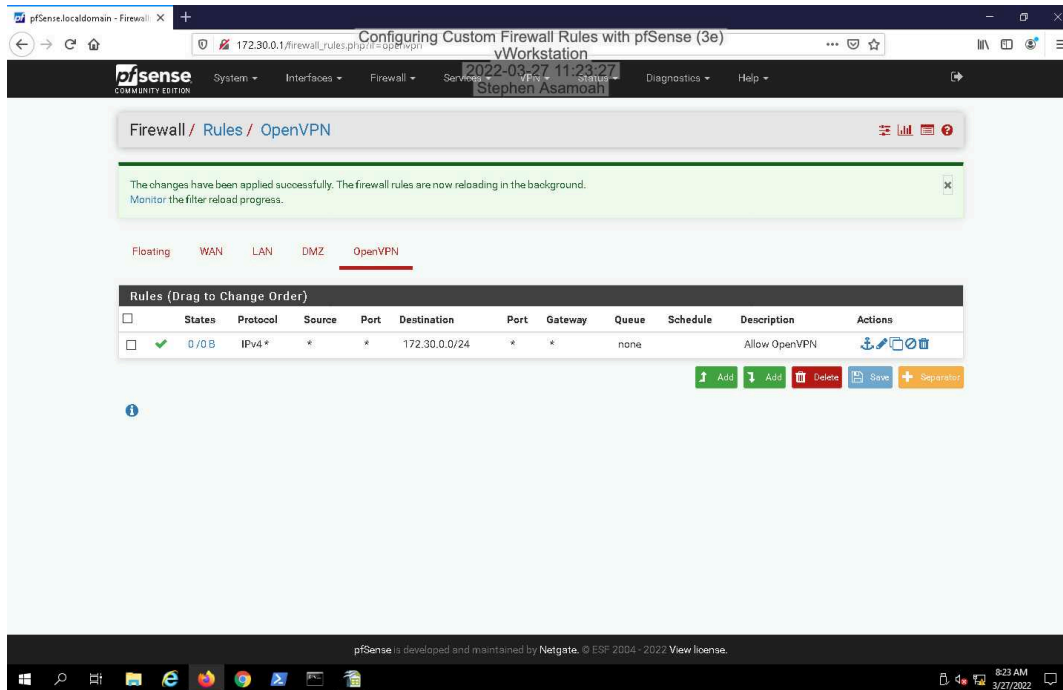 pfSense.localdomain - Firewall
172.30.0.1/firewall_rules.php?if=openvpn
Configuring Custom Firewall Rules with pfSense (3e)
vWorkstation
2022-03-27 11:23:27
Stephen Asamoah
pfsense
COMMUNITY EDITION
System Interfaces Firewall Services VPN Status Diagnostics Help
Firewall / Rules / OpenVPN
The changes have been applied successfully. The firewall rules are now reloading in the background.
Monitor the filter reload progress.
Floating WAN LAN DMZ OpenVPN
Rules (Drag to Change Order)
States Protocol Source Port Destination Port Gateway Queue Schedule Description Actions
0 /0 B IPv4 * * * 172.30.0.0/24 * * none Allow OpenVPN
Add Add Delete Save + Separator
pfSense is developed and maintained by Netgate. © ESF 2004 - 2022 View license.
8:23 AM
3/27/2022